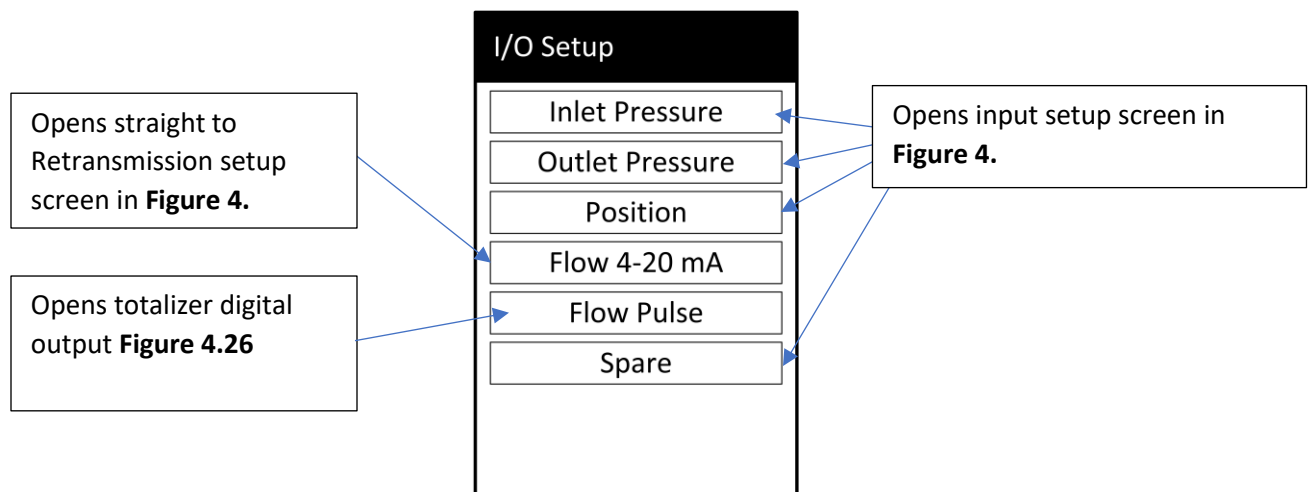 I/O Setup
Opens straight to
Retransmission setup
screen in Figure 4.
Opens totalizer digital
output Figure 4.26
Inlet Pressure
Outlet Pressure
Position
Flow 4-20 mA
Flow Pulse
Spare
Opens input setup screen in
Figure 4.